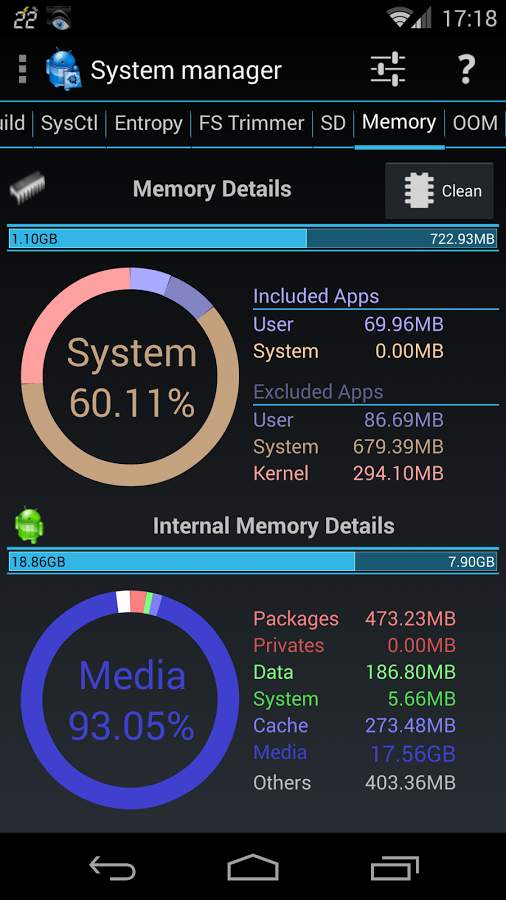 22 17:18
System manager ?
uild SysCtl Entropy FS Trimmer SD Memory OOM
Memory Details Clean
1.10GB 722.93MB
System
60.11%
Included Apps
User 69.96MB
System 0.00MB
Excluded Apps
User 86.69MB
System 679.39MB
Kernel 294.10MB
Internal Memory Details
18.86GB 7.90GB
Media
93.05%
Packages 473.23MB
Privates 0.00MB
Data 186.80MB
System 5.66MB
Cache 273.48MB
Media 17.56GB
Others 403.36MB